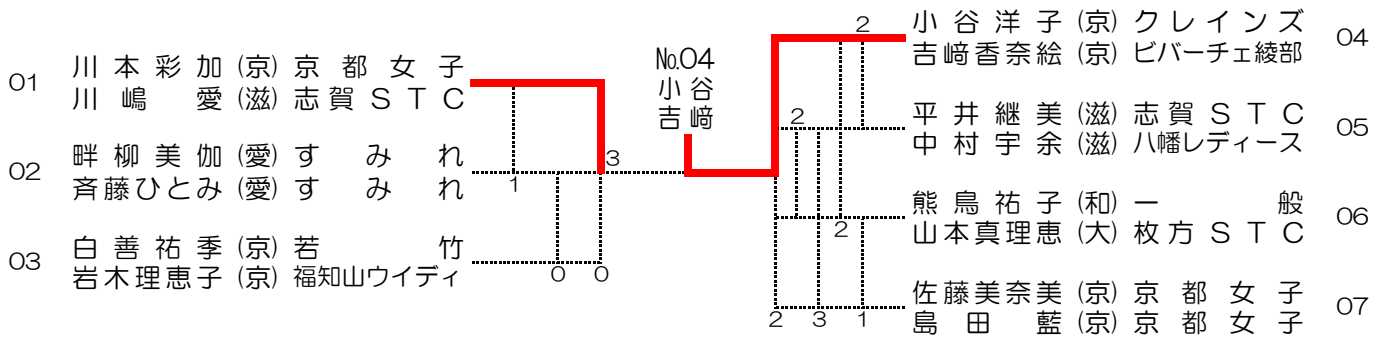 01 川本彩加 (京) 京都女子
川嶋 愛 (滋) 志賀STC
02 畔柳美伽 (愛) すみれ
斉藤ひとみ (愛) すみれ
03 白善祐季 (京) 若竹
岩木理恵子 (京) 福知山ウイディ
1
3
0 0
No.04
小谷
吉﨑
小谷洋子 (京) クレインズ 04
吉﨑香奈絵 (京) ビバーチェ綾部
平井継美 (滋) 志賀STC 05
中村宇余 (滋) 八幡レディース
熊鳥祐子 (和) 一般 06
山本真理恵 (大) 枚方STC
佐藤美奈美 (京) 京都女子 07
島田 藍 (京) 京都女子
2
2
2
2 3 1